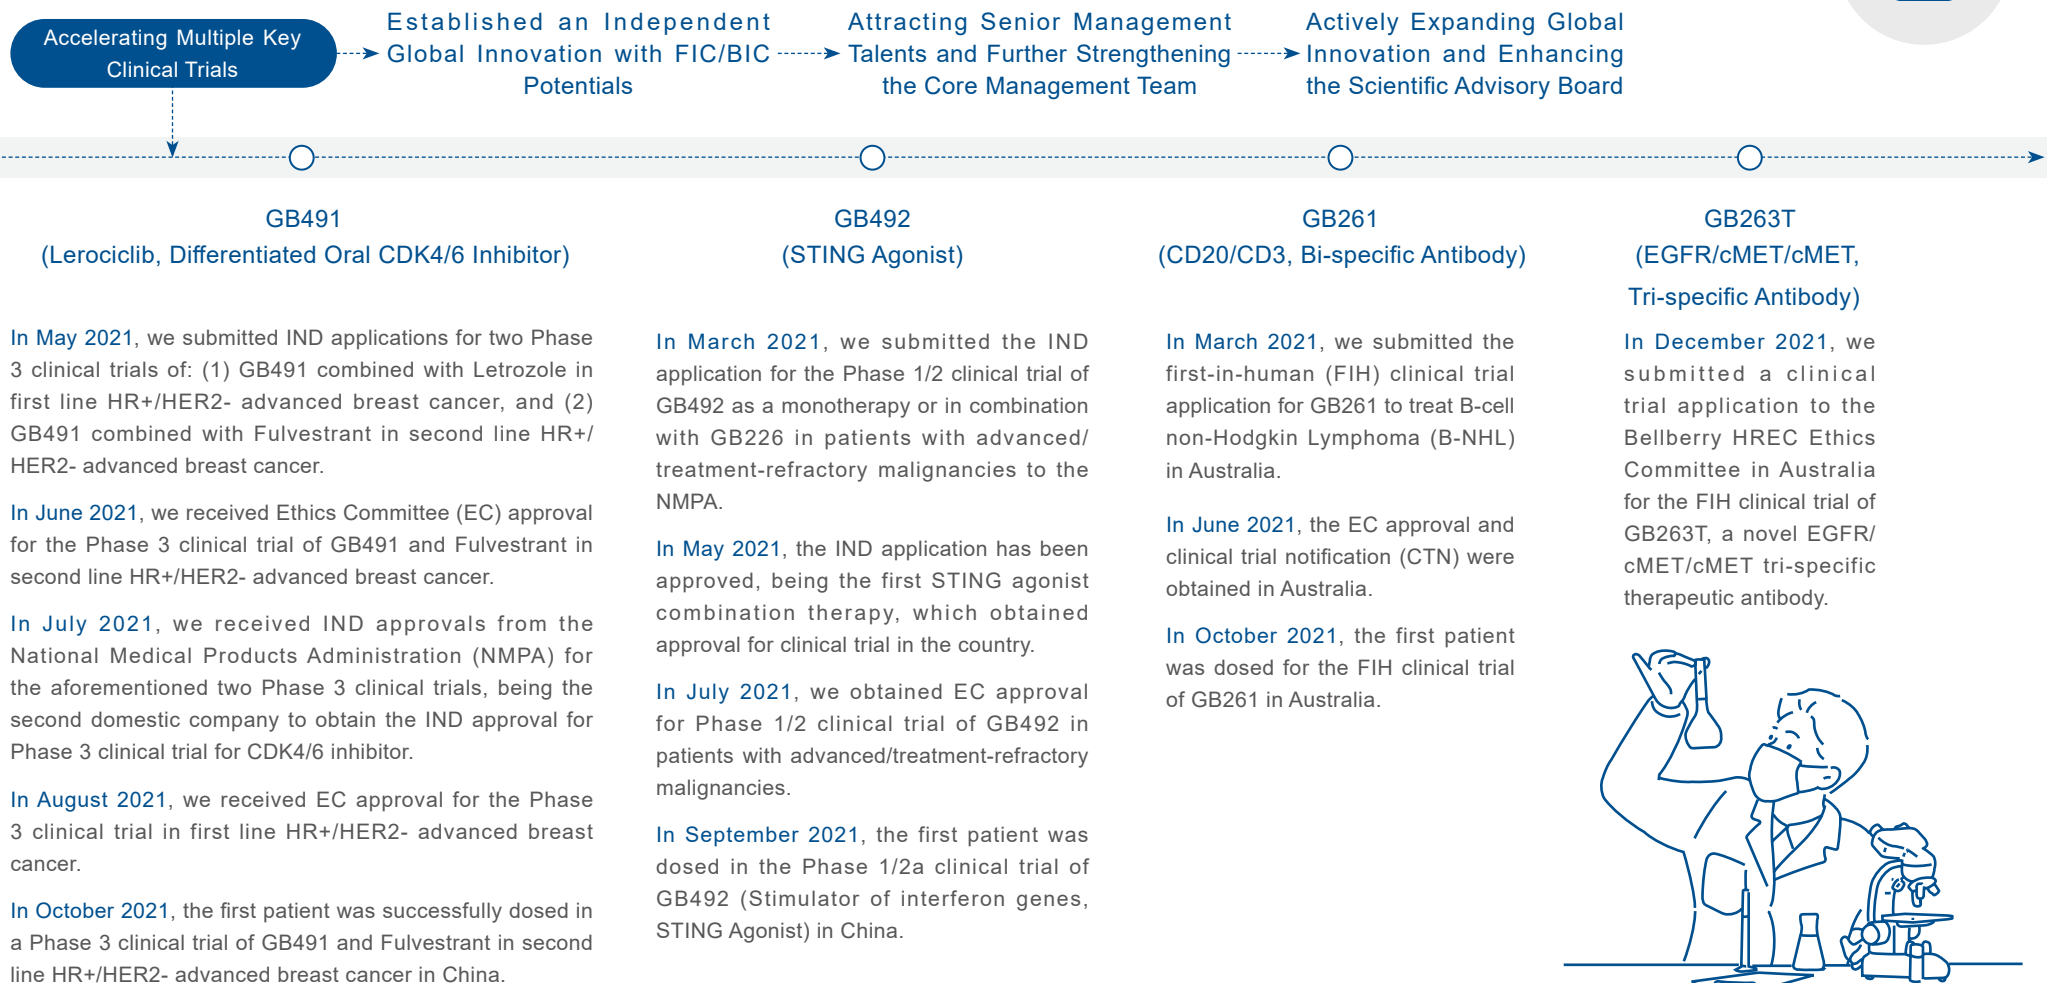 Accelerating Multiple Key
Clinical Trials
Established an Independent
Global Innovation with FIC/BIC
Potentials
Attracting Senior Management
Talents and Further Strengthening
the Core Management Team
Actively Expanding Global
Innovation and Enhancing
the Scientific Advisory Board
GB491
(Lerociclib, Differentiated Oral CDK4/6 Inhibitor)
In May 2021, we submitted IND applications for two Phase
3 clinical trials of: (1) GB491 combined with Letrozole in
first line HR+/HER2- advanced breast cancer, and (2)
GB491 combined with Fulvestrant in second line HR+/
HER2- advanced breast cancer.
In June 2021, we received Ethics Committee (EC) approval
for the Phase 3 clinical trial of GB491 and Fulvestrant in
second line HR+/HER2- advanced breast cancer.
In July 2021, we received IND approvals from the
National Medical Products Administration (NMPA) for
the aforementioned two Phase 3 clinical trials, being the
second domestic company to obtain the IND approval for
Phase 3 clinical trial for CDK4/6 inhibitor.
In August 2021, we received EC approval for the Phase
3 clinical trial in first line HR+/HER2- advanced breast
cancer.
In October 2021, the first patient was successfully dosed in
a Phase 3 clinical trial of GB491 and Fulvestrant in second
line HR+/HER2- advanced breast cancer in China.
GB492
(STING Agonist)
In March 2021, we submitted the IND
application for the Phase 1/2 clinical trial of
GB492 as a monotherapy or in combination
with GB226 in patients with advanced/
treatment-refractory malignancies to the
NMPA.
In May 2021, the IND application has been
approved, being the first STING agonist
combination therapy, which obtained
approval for clinical trial in the country.
In July 2021, we obtained EC approval
for Phase 1/2 clinical trial of GB492 in
patients with advanced/treatment-refractory
malignancies.
In September 2021, the first patient was
dosed in the Phase 1/2a clinical trial of
GB492 (Stimulator of interferon genes,
STING Agonist) in China.
GB261
(CD20/CD3, Bi-specific Antibody)
In March 2021, we submitted the
first-in-human (FIH) clinical trial
application for GB261 to treat B-cell
non-Hodgkin Lymphoma (B-NHL)
in Australia.
In June 2021, the EC approval and
clinical trial notification (CTN) were
obtained in Australia.
In October 2021, the first patient
was dosed for the FIH clinical trial
of GB261 in Australia.
GB263T
(EGFR/cMET/cMET,
Tri-specific Antibody)
In December 2021, we
submitted a clinical
trial application to the
Bellberry HREC Ethics
Committee in Australia
for the FIH clinical trial of
GB263T, a novel EGFR/
cMET/cMET tri-specific
therapeutic antibody.